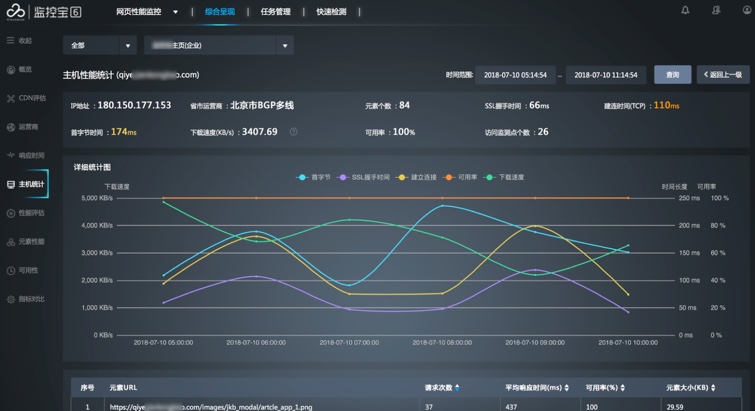 监控宝 6
网页性能监控 ▼ | 综合呈现 | 任务管理 | 快速检测 |
收起
概览
CDN评估
运营商
响应时间
主机统计
性能评估
元素性能
可用性
指标对比
全部 ▼
主页(企业) ▼
主机性能统计 (qiye o.com)
时间范围: 2018-07-10 05:14:54 – 2018-07-10 11:14:54 查询 返回上一级
IP地址 : 180.150.177.153 省市运营商 : 北京市BGP多线 元素个数 : 84 SSL握手时间 : 66ms 建连时间(TCP) : 110ms
首字节时间 : 174ms 下载速度(KB/s) : 3407.69 可用率 : 100% 访问监测点个数 : 26
详细统计图
首字节 SSL握手时间 建立连接 可用率 下载速度
下载速度 时间长度 可用率
5,000 KB/s 250 ms 100 %
4,000 KB/s 200 ms 80 %
3,000 KB/s 150 ms 60 %
2,000 KB/s 100 ms 40 %
1,000 KB/s 50 ms 20 %
0 KB/s 0 ms 0 %
2018-07-10 05:00:00 2018-07-10 06:00:00 2018-07-10 07:00:00 2018-07-10 08:00:00 2018-07-10 09:00:00 2018-07-10 10:00:00
序号 元素URL 请求次数 平均响应时间(ms) 可用率(%) 元素大小(KB)
1 https://qiye o.com/images/jkb_modal/artcle_app_1.png 37 437 100 29.59